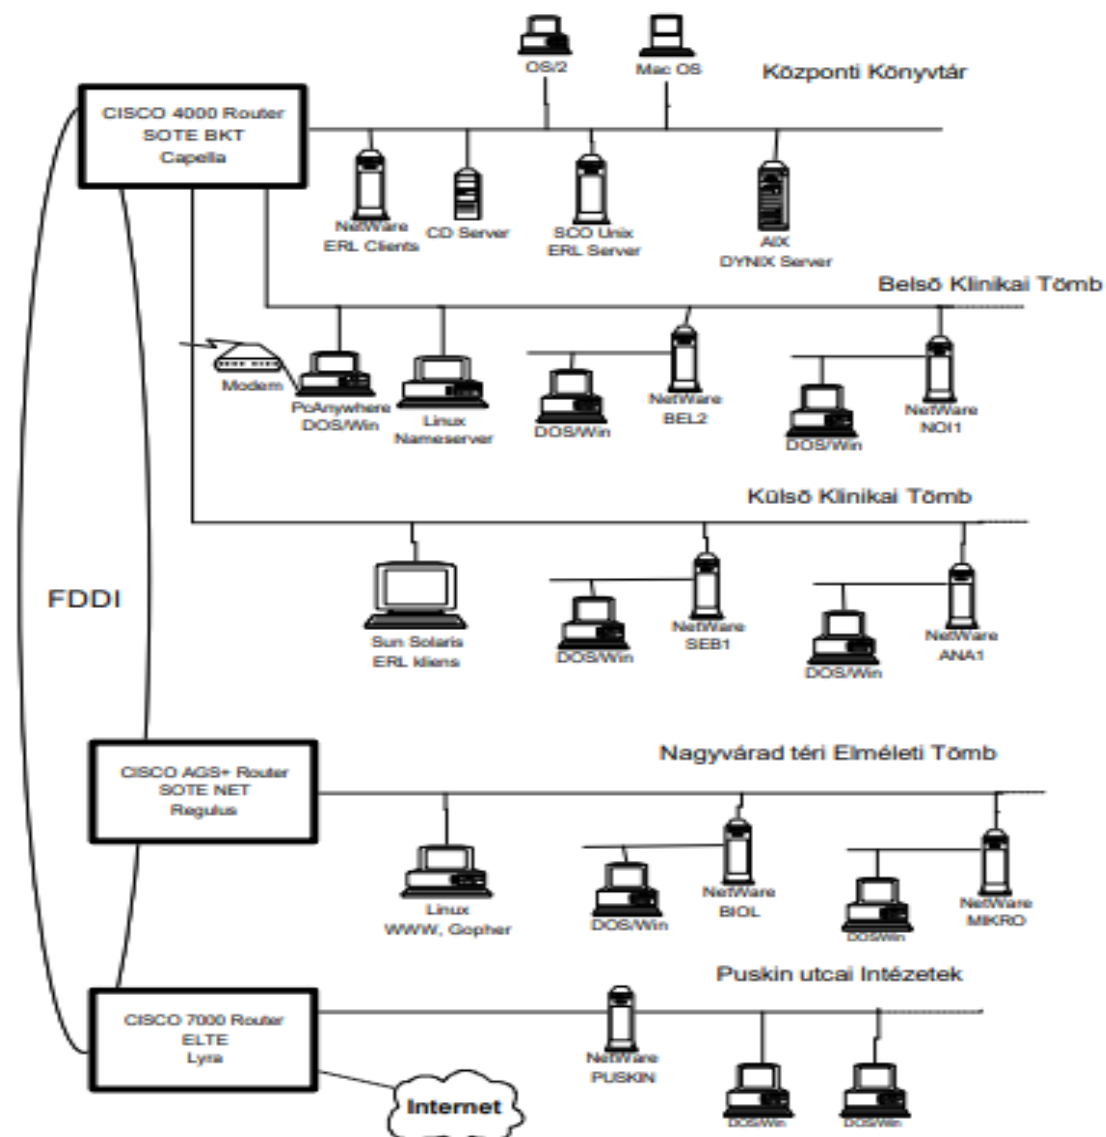 OS/2
Mac OS
Központi Könyvtár
CISCO 4000 Router
SOTE BKT
Capella
NetWare
ERL Clients
CD Server
SCO Unix
ERL Server
AIX
DYNIX Server
Belső Klinikai Tömb
Modem
PcAnywhere
DOS/Win
Linux
Nameserver
DOS/Win
NetWare
BEL2
DOS/Win
NetWare
NOI1
Külső Klinikai Tömb
FDDI
Sun Solaris
ERL kliens
DOS/Win
NetWare
SEB1
DOS/Win
NetWare
ANA1
Nagyvárad téri Elméleti Tömb
CISCO AGS+ Router
SOTE NET
Regulus
Linux
WWW, Gopher
DOS/Win
NetWare
BIOL
DOS/Win
NetWare
MIKRO
Puskin utcai Intézetek
CISCO 7000 Router
ELTE
Lyra
NetWare
PUSKIN
DOS/Win
DOS/Win
Internet